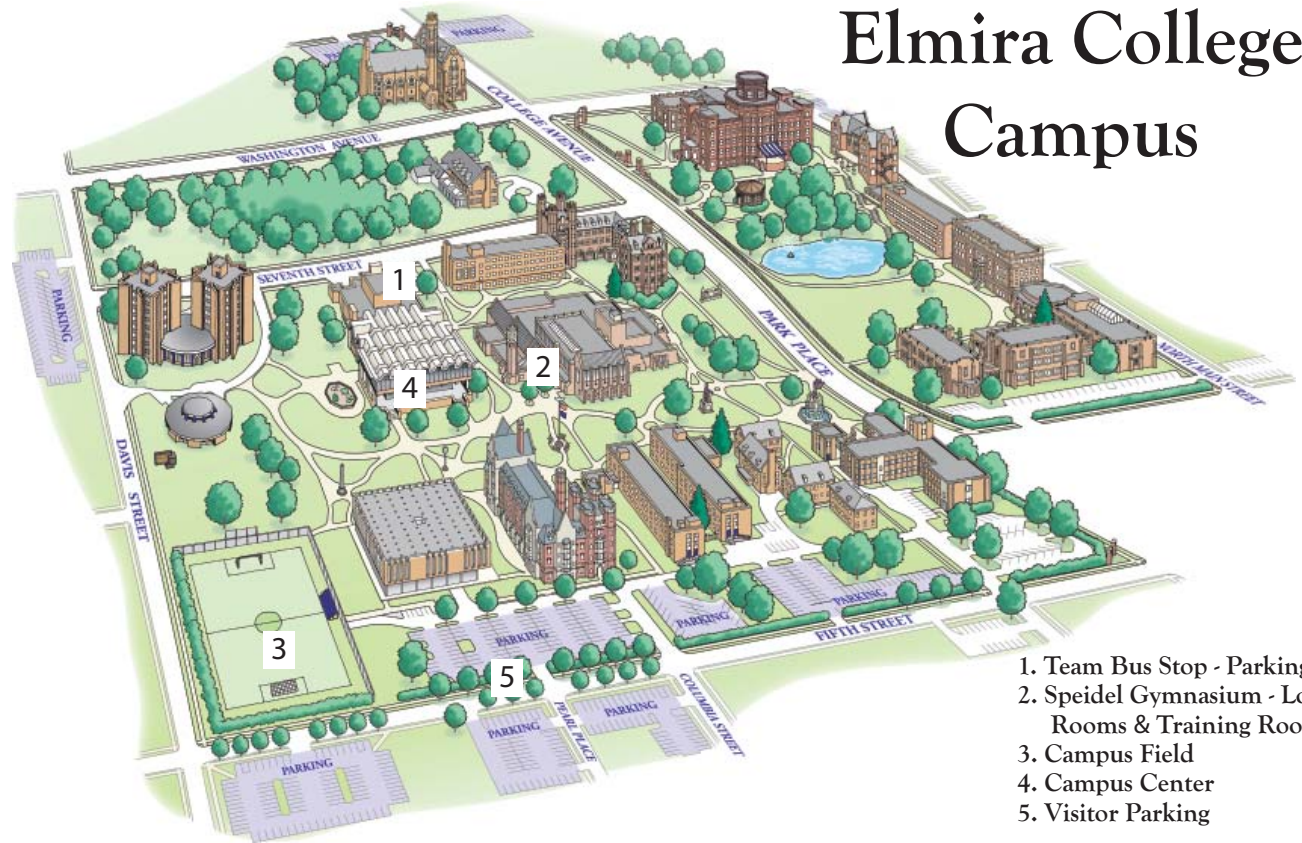 Elmira College
Campus
PARKING
COLLEGE AVENUE
WASHINGTON AVENUE
SEVENTH STREET
1
PARKING
2
4
PARK PLACE
NORTH MAIN STREET
DAVIS STREET
3
PARKING
PARKING
PARKING
FIFTH STREET
5
PEARL PLACE
COLUMBIA STREET
PARKING
PARKING
PARKING
1. Team Bus Stop - Parking
2. Speidel Gymnasium - Lo
Rooms & Training Roo
3. Campus Field
4. Campus Center
5. Visitor Parking